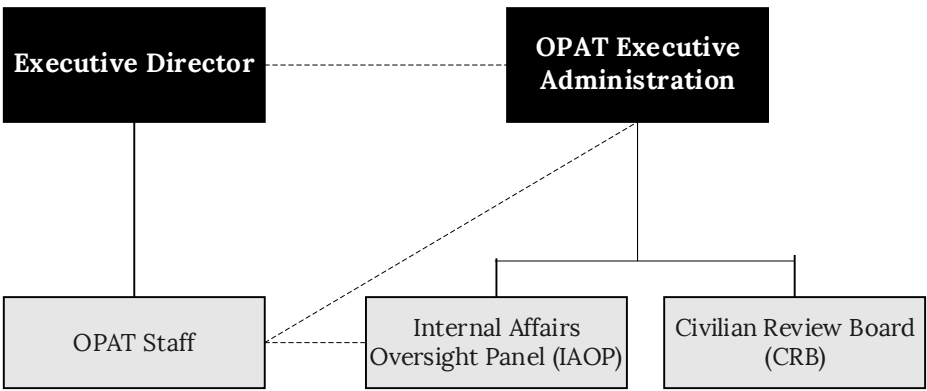 Executive Director
OPAT Executive
Administration
OPAT Staff
Internal Affairs
Oversight Panel (IAOP)
Civilian Review Board
(CRB)